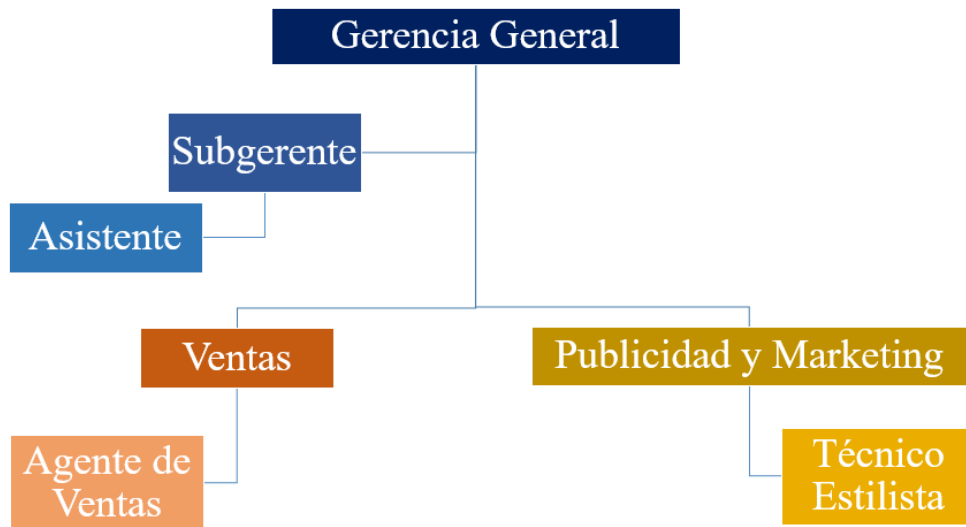 Gerencia General
Subgerente
Asistente
Ventas
Publicidad y Marketing
Agente de
Ventas
Técnico
Estilista